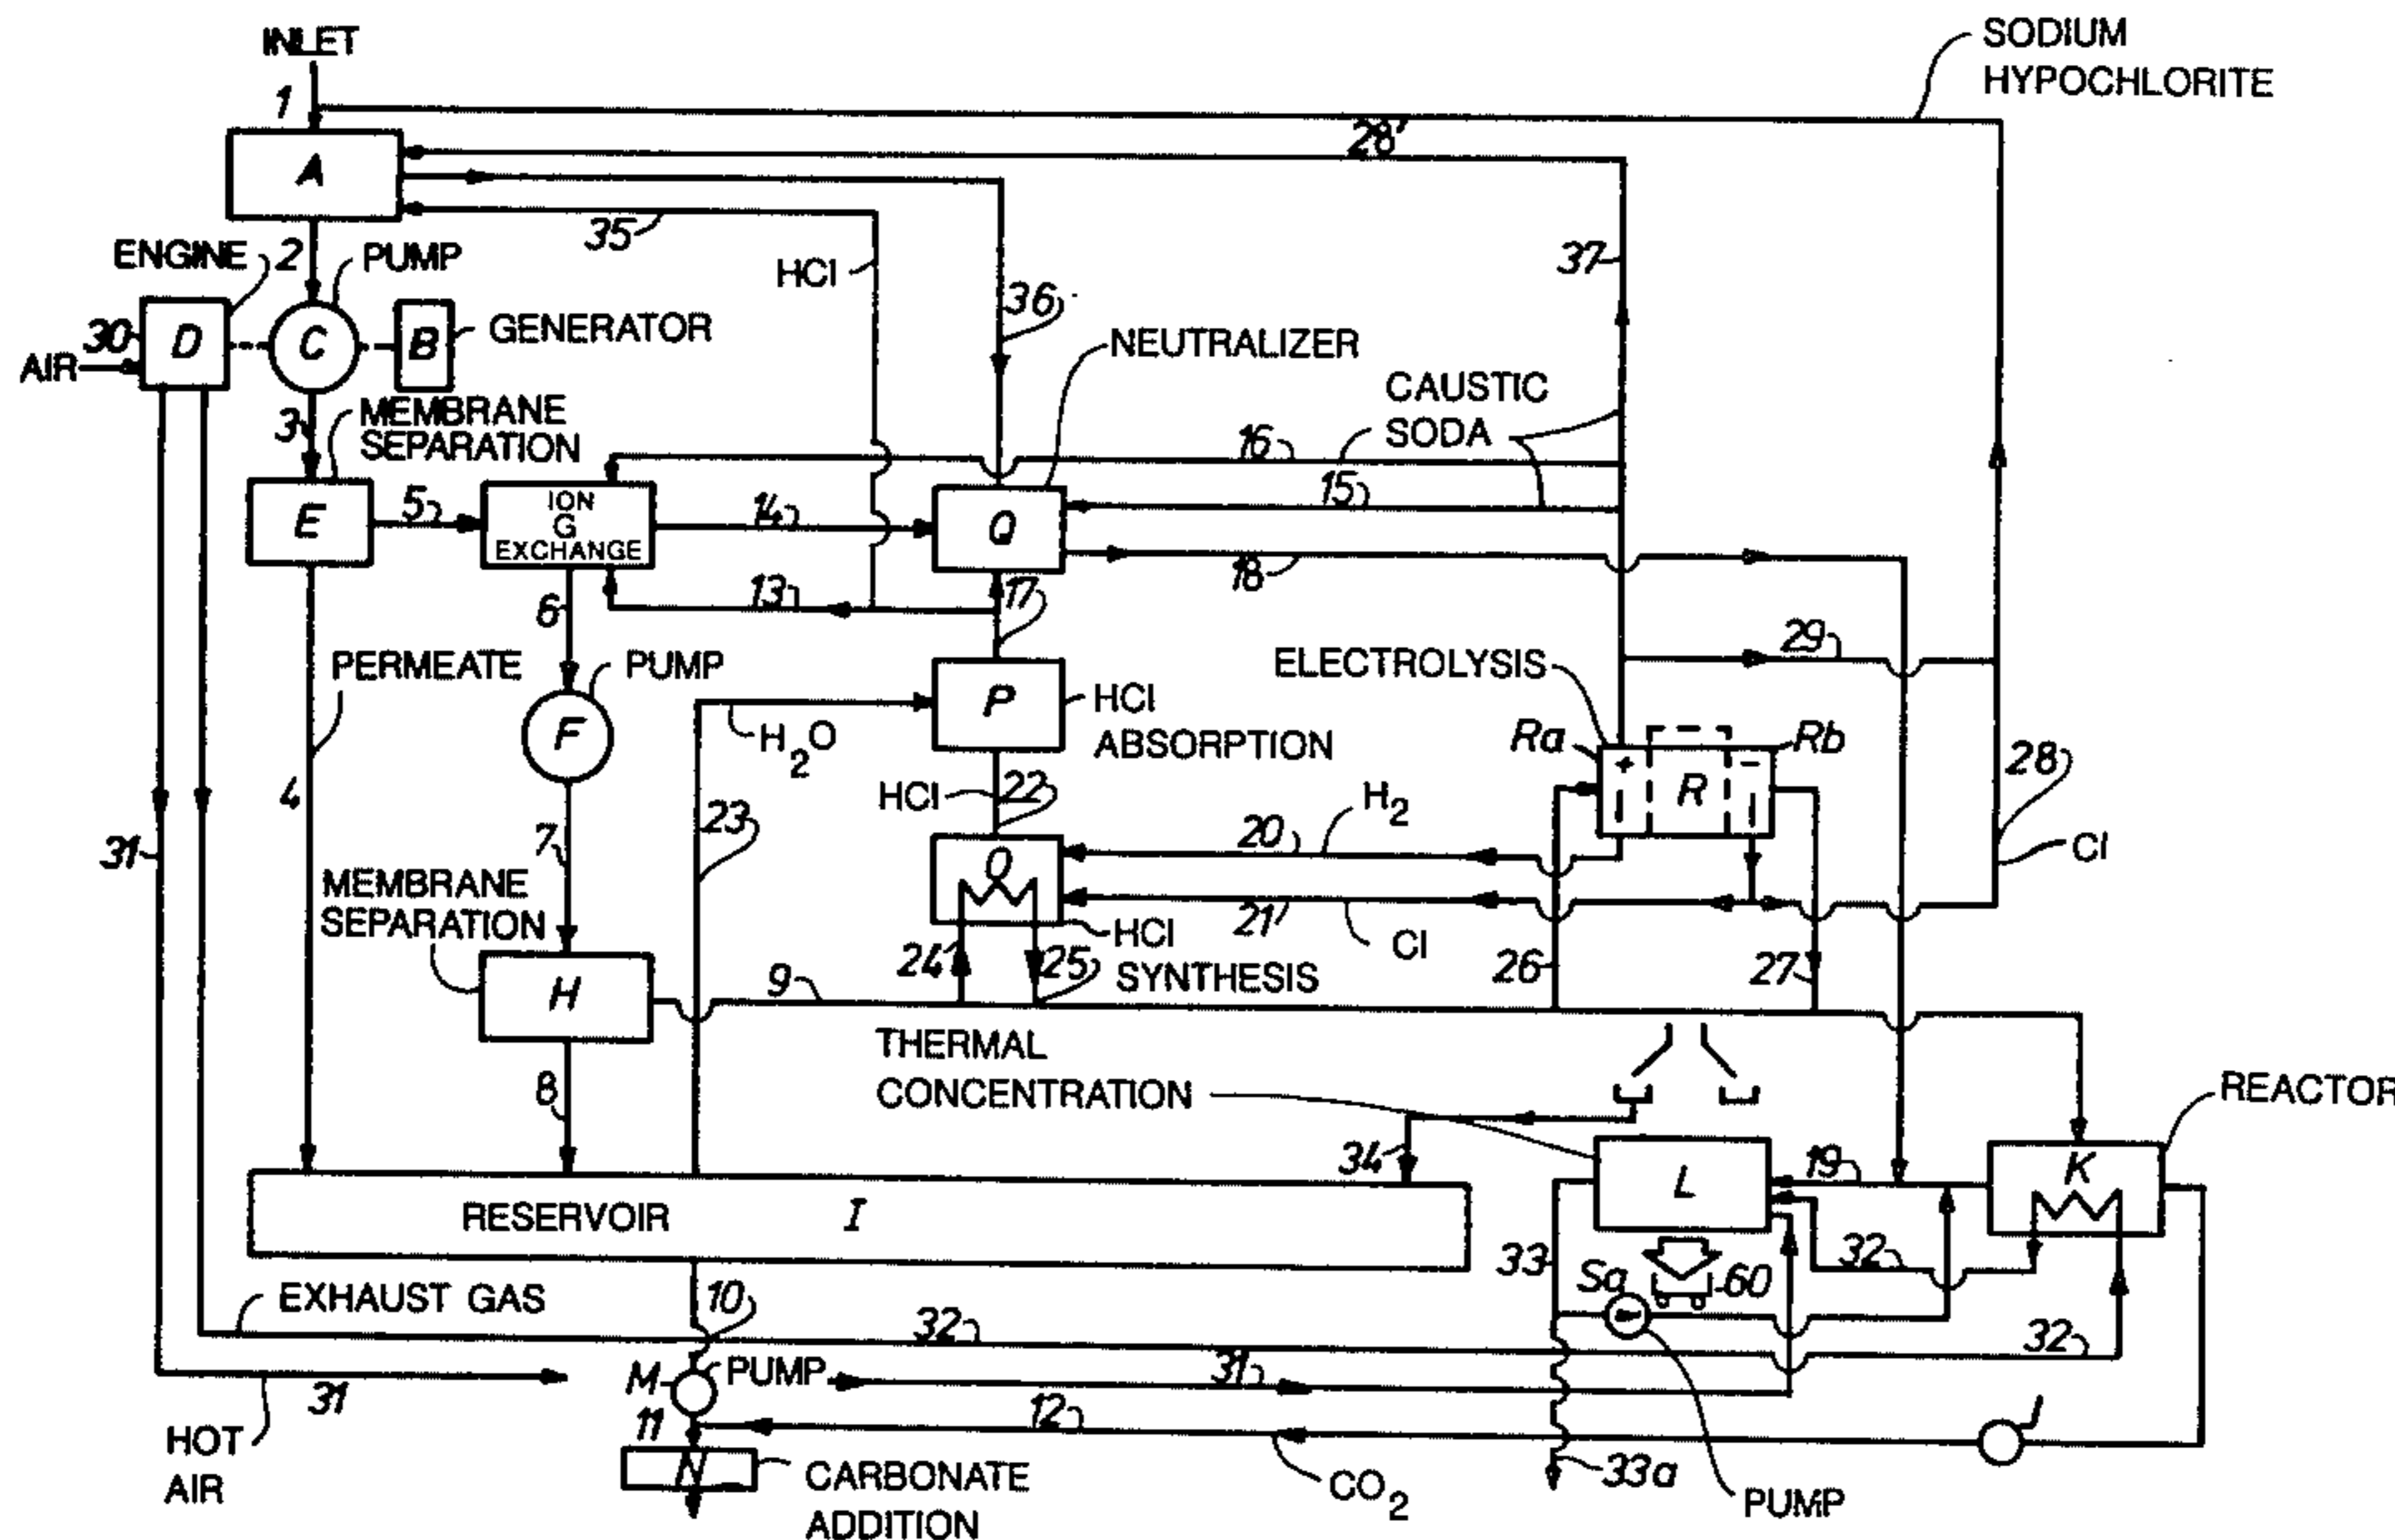 INLET
SODIUM
HYPOCHLORITE
1
28'
A
35
ENGINE
2
PUMP
HCl
37
36
30
D
C
B
GENERATOR
NEUTRALIZER
AIR
CAUSTIC
SODA
3
MEMBRANE
SEPARATION
16
E
5
ION
G
EXCHANGE
14
Q
15
18
13
17
6
29
PERMEATE
PUMP
ELECTROLYSIS
P
HCl
ABSORPTION
F
H2O
Ra
+
R
−
Rb
28
4
HCl
22
H2
23
20
31
7
O
Cl
MEMBRANE
SEPARATION
21
Cl
HCl
SYNTHESIS
24
25
26
27
H
9
THERMAL
CONCENTRATION
8
REACTOR
34
19
K
L
RESERVOIR
I
33
32
Sa
60
EXHAUST GAS
10
32
32
M
PUMP
31
31
11
12
J
HOT
AIR
N
CARBONATE
ADDITION
CO2
33a
PUMP